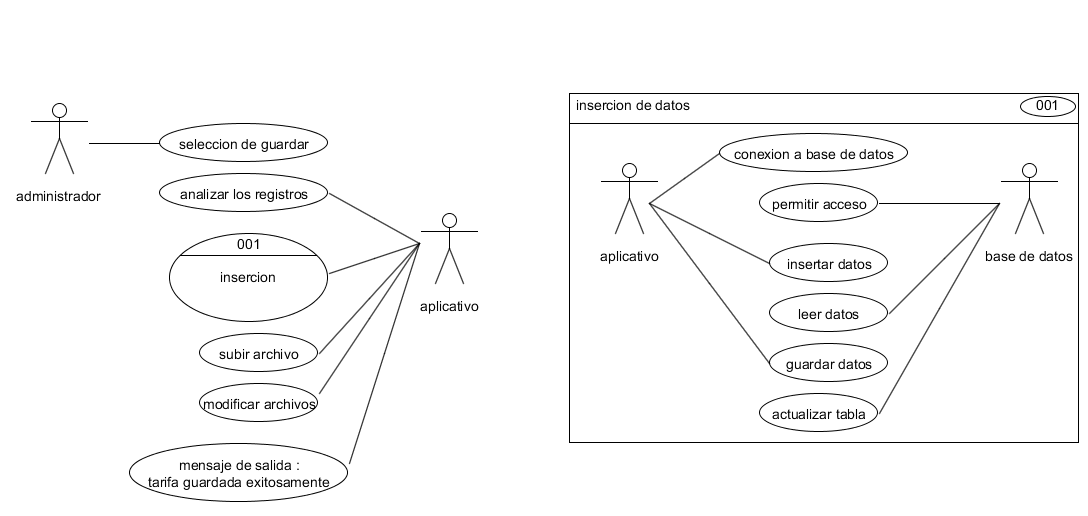 seleccion de guardar
administrador
analizar los registros
001
insercion
aplicativo
subir archivo
modificar archivos
mensaje de salida :
tarifa guardada exitosamente
insercion de datos
001
conexion a base de datos
permitir acceso
aplicativo
base de datos
insertar datos
leer datos
guardar datos
actualizar tabla